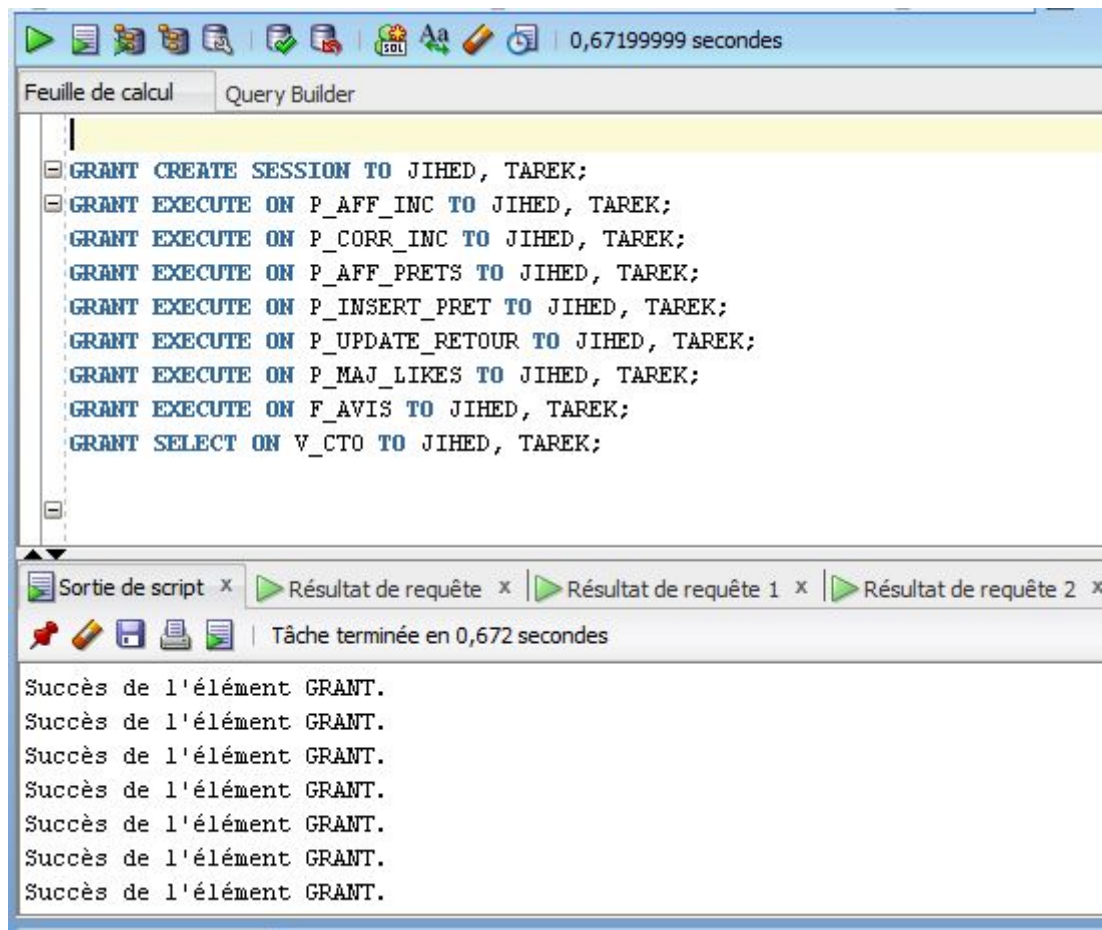 0,67199999 secondes
Feuille de calcul Query Builder
GRANT CREATE SESSION TO JIHED, TAREK;
GRANT EXECUTE ON P_AFF_INC TO JIHED, TAREK;
GRANT EXECUTE ON P_CORR_INC TO JIHED, TAREK;
GRANT EXECUTE ON P_AFF_PRETS TO JIHED, TAREK;
GRANT EXECUTE ON P_INSERT_PRET TO JIHED, TAREK;
GRANT EXECUTE ON P_UPDATE_RETOUR TO JIHED, TAREK;
GRANT EXECUTE ON P_MAJ_LIKES TO JIHED, TAREK;
GRANT EXECUTE ON F_AVIS TO JIHED, TAREK;
GRANT SELECT ON V_CTO TO JIHED, TAREK;
Sortie de script x Résultat de requête x Résultat de requête 1 x Résultat de requête 2 x
Tâche terminée en 0,672 secondes
Succès de l'élément GRANT.
Succès de l'élément GRANT.
Succès de l'élément GRANT.
Succès de l'élément GRANT.
Succès de l'élément GRANT.
Succès de l'élément GRANT.
Succès de l'élément GRANT.